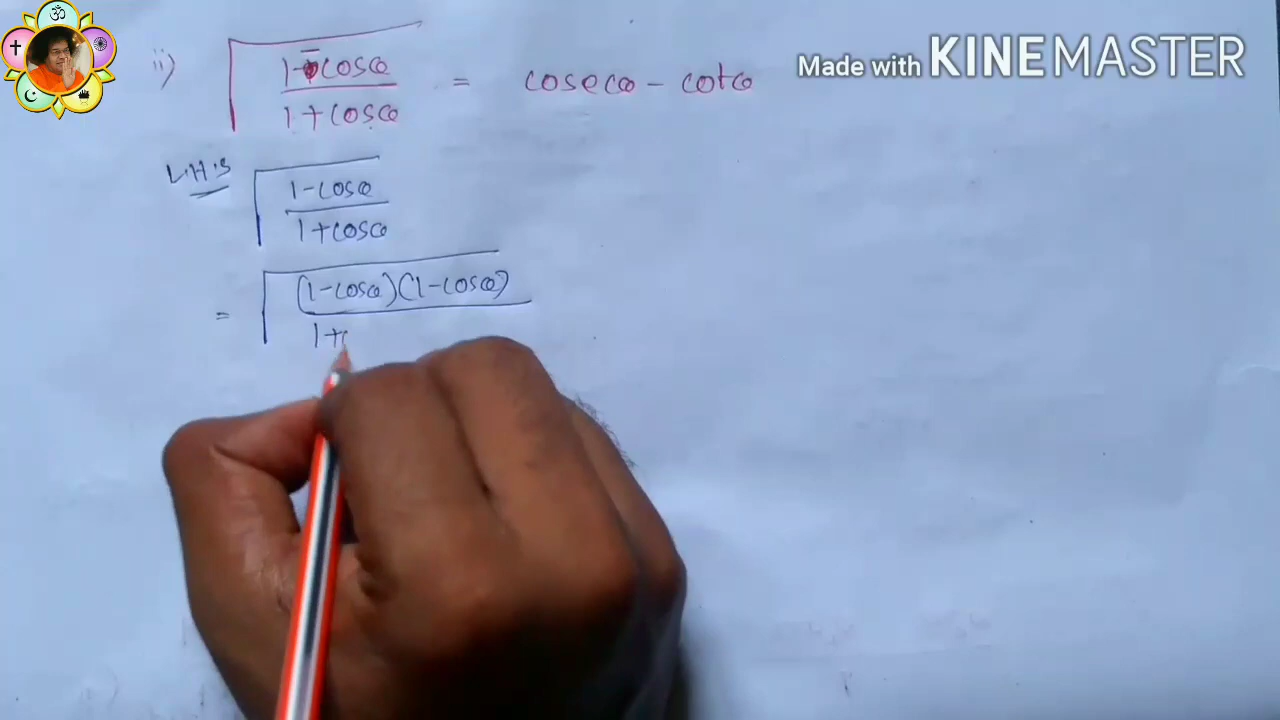 Made with KINEMASTER
ii) √(1-cosθ / 1+cosθ) = cosecθ - cotθ
L.H.S
√(1-cosθ / 1+cosθ)
= √((1-cosθ)(1-cosθ) / 1+c